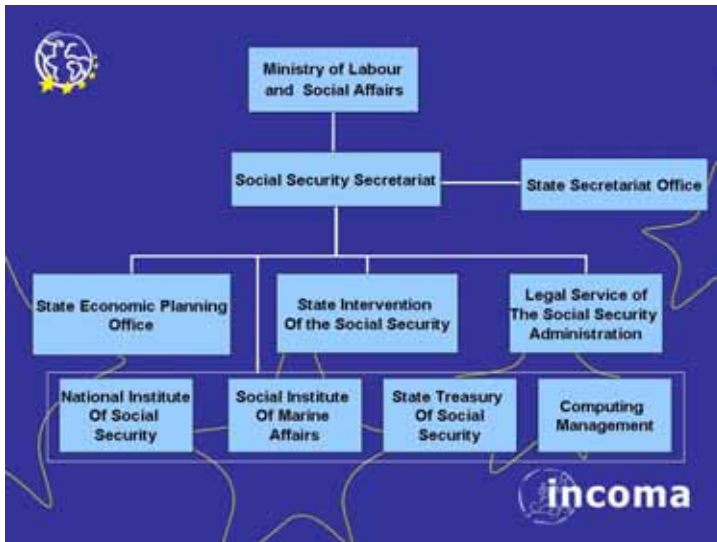 Ministry of Labour
and Social Affairs
Social Security Secretariat
State Secretariat Office
State Economic Planning
Office
State Intervention
Of the Social Security
Legal Service of
The Social Security
Administration
National Institute
Of Social
Security
Social Institute
Of Marine
Affairs
State Treasury
Of Social
Security
Computing
Management
incoma